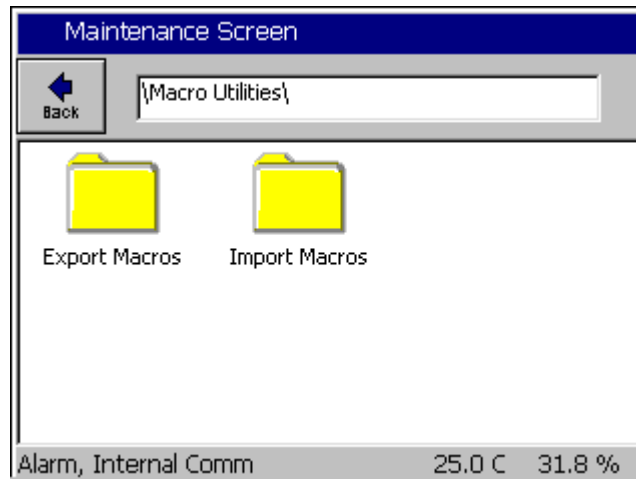 Maintenance Screen
Back
\Macro Utilities\
Export Macros Import Macros
Alarm, Internal Comm 25.0 C 31.8 %